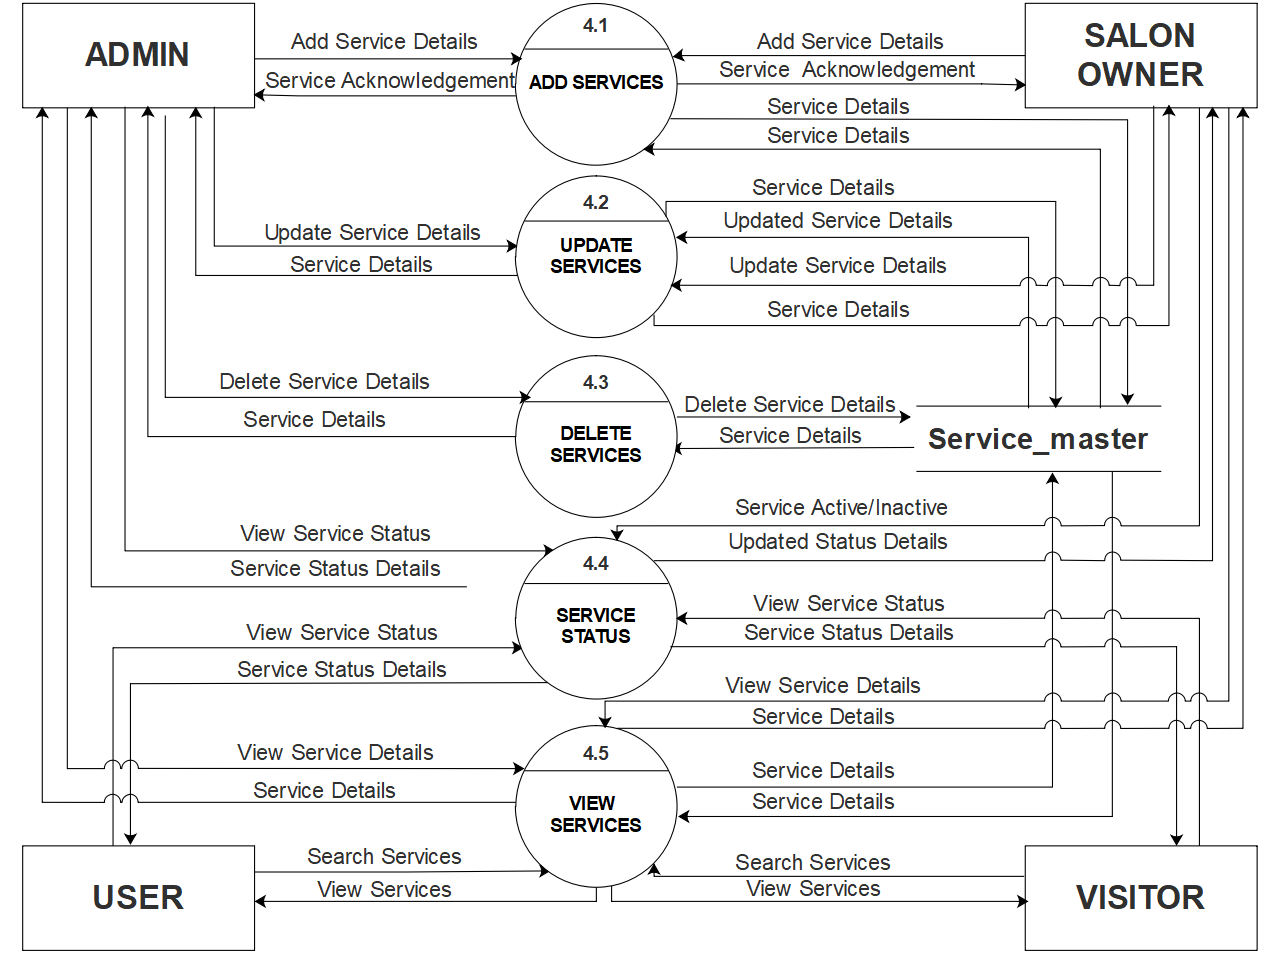 ADMIN
Add Service Details
Service Acknowledgement
4.1
ADD SERVICES
Add Service Details
Service  Acknowledgement
Service Details
Service Details
SALON
OWNER
Update Service Details
Service Details
4.2
UPDATE
SERVICES
Service Details
Updated Service Details
Update Service Details
Service Details
Delete Service Details
Service Details
4.3
DELETE
SERVICES
Delete Service Details
Service Details
Service_master
View Service Status
Service Status Details
View Service Status
Service Status Details
4.4
SERVICE
STATUS
Service Active/Inactive
Updated Status Details
View Service Status
Service Status Details
View Service Details
Service Details
View Service Details
Service Details
4.5
VIEW
SERVICES
Service Details
Service Details
USER
Search Services
View Services
Search Services
View Services
VISITOR